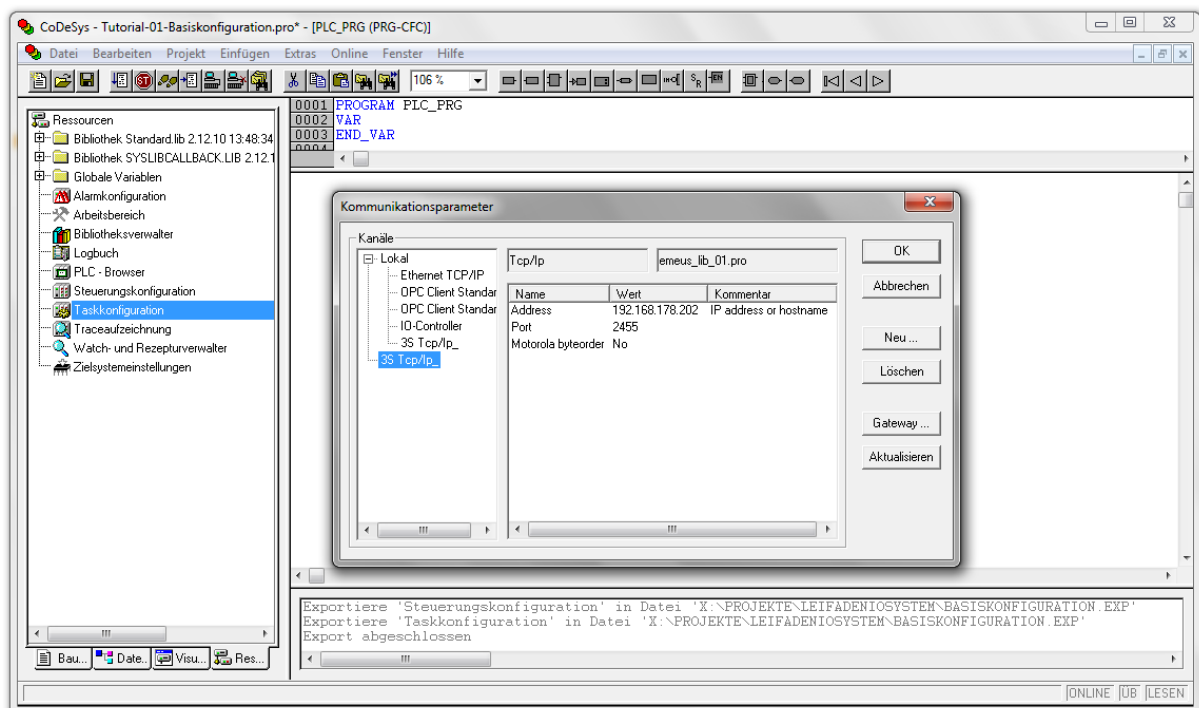 CoDeSys - Tutorial-01-Basiskonfiguration.pro* - [PLC_PRG (PRG-CFC)]
Datei Bearbeiten Projekt Einfügen Extras Online Fenster Hilfe
106 %
Ressourcen
Bibliothek Standard.lib 2.12.10 13:48:34
Bibliothek SYSLIBCALLBACK.LIB 2.12.1
Globale Variablen
Alarmkonfiguration
Arbeitsbereich
Bibliotheksverwalter
Logbuch
PLC - Browser
Steuerungskonfiguration
Taskkonfiguration
Traceaufzeichnung
Watch- und Rezepturverwalter
Zielsystemeinstellungen
Bau...
Date..
Visu...
Res...
0001 PROGRAM PLC_PRG
0002 VAR
0003 END_VAR
0004
Kommunikationsparameter
Kanäle
Lokal
Ethernet TCP/IP
OPC Client Standar
OPC Client Standar
IO-Controller
3S Tcp/Ip_
3S Tcp/Ip_
Tcp/Ip
emeus_lib_01.pro
Name Wert Kommentar
Address 192.168.178.202 IP address or hostname
Port 2455
Motorola byteorder No
OK
Abbrechen
Neu ...
Löschen
Gateway ...
Aktualisieren
Exportiere 'Steuerungskonfiguration' in Datei 'X:\PROJEKTE\LEIFADENIOSYSTEM\BASISKONFIGURATION.EXP'
Exportiere 'Taskkonfiguration' in Datei 'X:\PROJEKTE\LEIFADENIOSYSTEM\BASISKONFIGURATION.EXP'
Export abgeschlossen
ONLINE ÜB LESEN